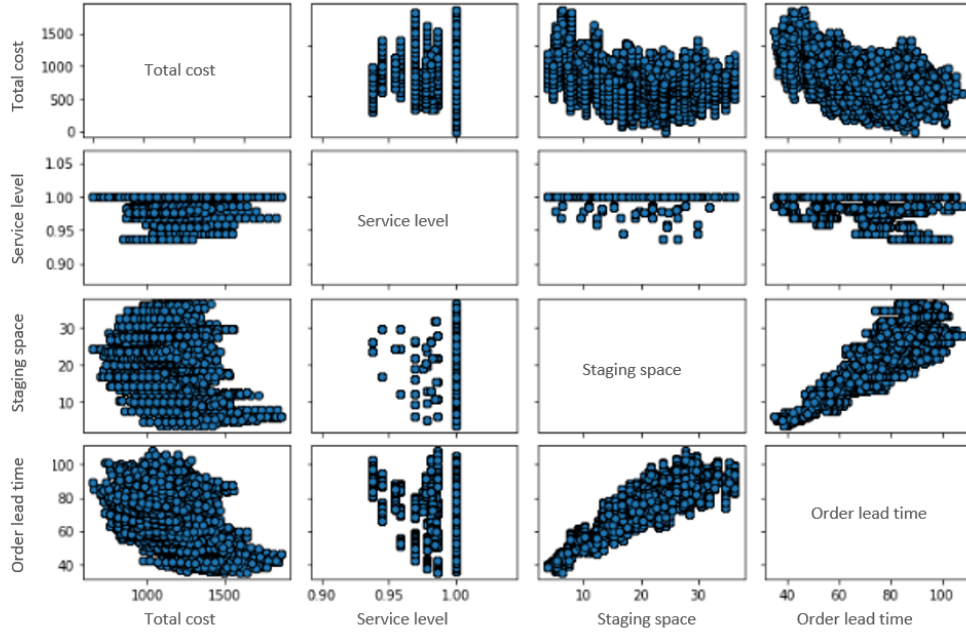 Total cost
1500
1000
500
0
Total cost
Service level
1.05
1.00
0.95
0.90
Service level
Staging space
30
20
10
Staging space
Order lead time
100
80
60
40
Order lead time
1000 1500 0.90 0.95 1.00 10 20 30 40 60 80 100
Total cost Service level Staging space Order lead time